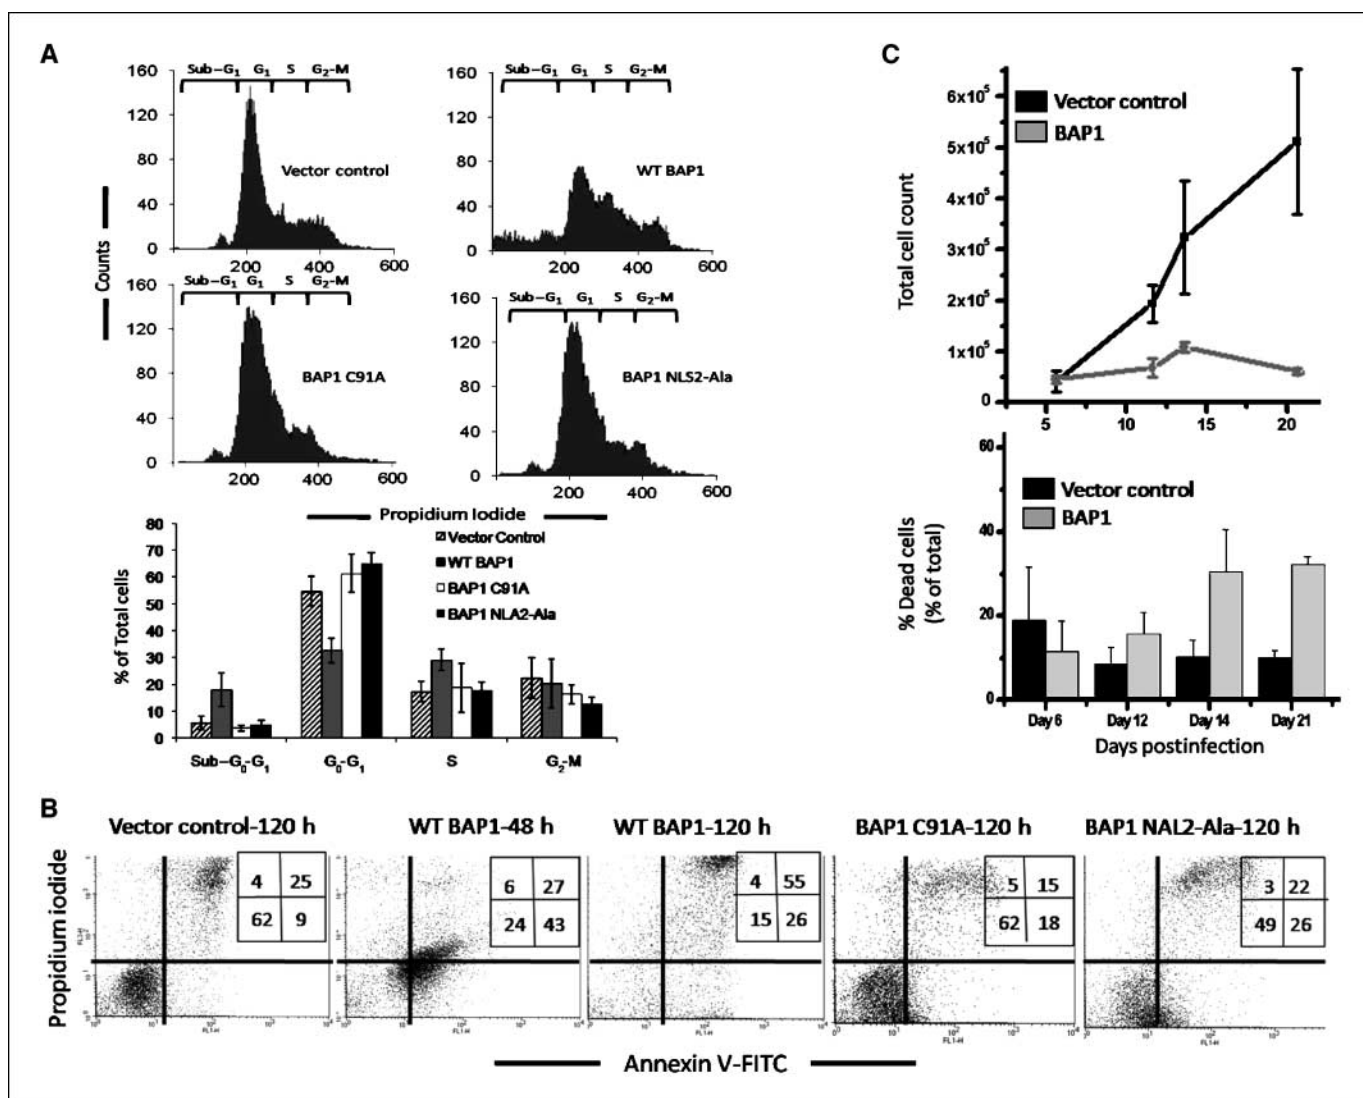 A
Sub-G1 G1 S G2-M
160
120
80
40
0
200 400 600
Vector control
Sub-G1 G1 S G2-M
160
120
80
40
0
200 400 600
WT BAP1
Counts
Sub-G1 G1 S G2-M
160
120
80
40
0
200 400 600
BAP1 C91A
Sub-G1 G1 S G2-M
160
120
80
40
0
200 400 600
BAP1 NLS2-Ala
Propidium Iodide
% of Total cells
80
70
60
50
40
30
20
10
0
Vector Control
WT BAP1
BAP1 C91A
BAP1 NLA2-Ala
Sub-G0-G1 G0-G1 S G2-M
C
Total cell count
6x10^5
5x10^5
4x10^5
3x10^5
2x10^5
1x10^5
0
Vector control
BAP1
5 10 15 20
% Dead cells
(% of total)
60
40
20
0
Vector control
BAP1
Day 6 Day 12 Day 14 Day 21
Days postinfection
B
Vector control-120 h WT BAP1-48 h WT BAP1-120 h BAP1 C91A-120 h BAP1 NAL2-Ala-120 h
Propidium iodide
4 25
62 9
6 27
24 43
4 55
15 26
5 15
62 18
3 22
49 26
FL1-H FL1-H FL1-H FL1-H FL1-H
Annexin V-FITC